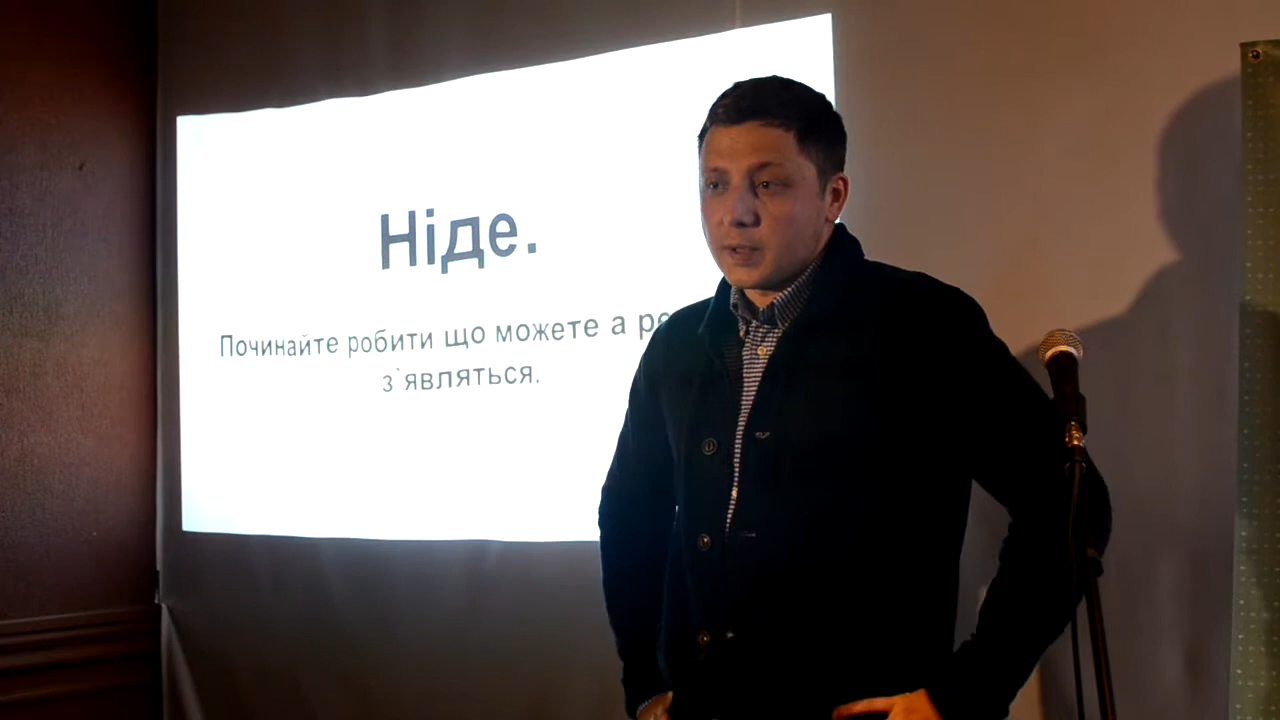 Ніде.
Починайте робити що можете а
з`являться.